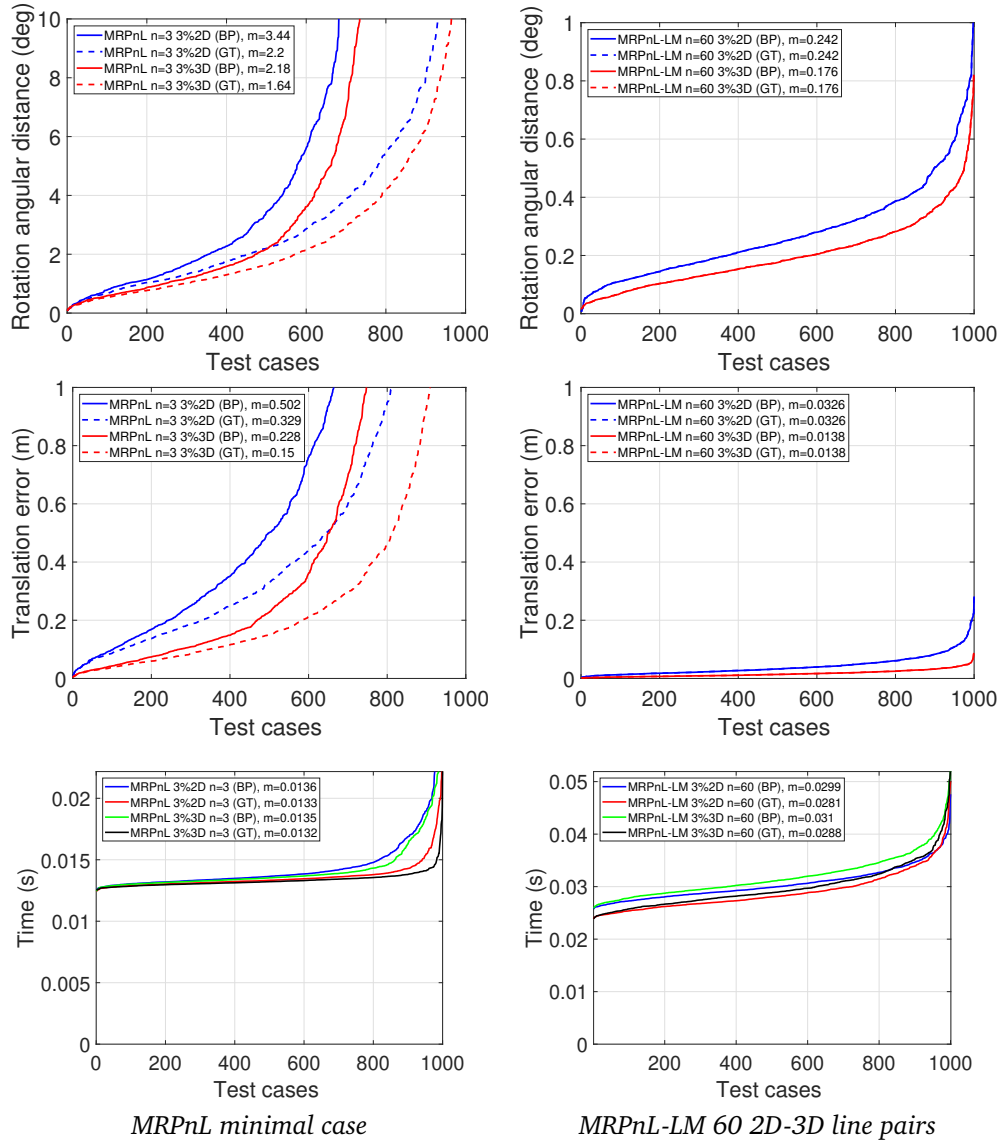 Rotation angular distance (deg)
10
8
6
4
2
0
MRPnL n=3 3%2D (BP), m=3.44
MRPnL n=3 3%2D (GT), m=2.2
MRPnL n=3 3%3D (BP), m=2.18
MRPnL n=3 3%3D (GT), m=1.64
0 200 400 600 800 1000
Test cases
Rotation angular distance (deg)
1
0.8
0.6
0.4
0.2
0
MRPnL-LM n=60 3%2D (BP), m=0.242
MRPnL-LM n=60 3%2D (GT), m=0.242
MRPnL-LM n=60 3%3D (BP), m=0.176
MRPnL-LM n=60 3%3D (GT), m=0.176
0 200 400 600 800 1000
Test cases
Translation error (m)
1
0.8
0.6
0.4
0.2
0
MRPnL n=3 3%2D (BP), m=0.502
MRPnL n=3 3%2D (GT), m=0.329
MRPnL n=3 3%3D (BP), m=0.228
MRPnL n=3 3%3D (GT), m=0.15
0 200 400 600 800 1000
Test cases
Translation error (m)
1
0.8
0.6
0.4
0.2
0
MRPnL-LM n=60 3%2D (BP), m=0.0326
MRPnL-LM n=60 3%2D (GT), m=0.0326
MRPnL-LM n=60 3%3D (BP), m=0.0138
MRPnL-LM n=60 3%3D (GT), m=0.0138
0 200 400 600 800 1000
Test cases
Time (s)
0.02
0.015
0.01
0.005
0
MRPnL 3%2D n=3 (BP), m=0.0136
MRPnL 3%2D n=3 (GT), m=0.0133
MRPnL 3%3D n=3 (BP), m=0.0135
MRPnL 3%3D n=3 (GT), m=0.0132
0 200 400 600 800 1000
Test cases
MRPnL minimal case
Time (s)
0.05
0.04
0.03
0.02
0.01
0
MRPnL-LM 3%2D n=60 (BP), m=0.0299
MRPnL-LM 3%2D n=60 (GT), m=0.0281
MRPnL-LM 3%3D n=60 (BP), m=0.031
MRPnL-LM 3%3D n=60 (GT), m=0.0288
200 400 600 800 1000
Test cases
MRPnL-LM 60 2D-3D line pairs